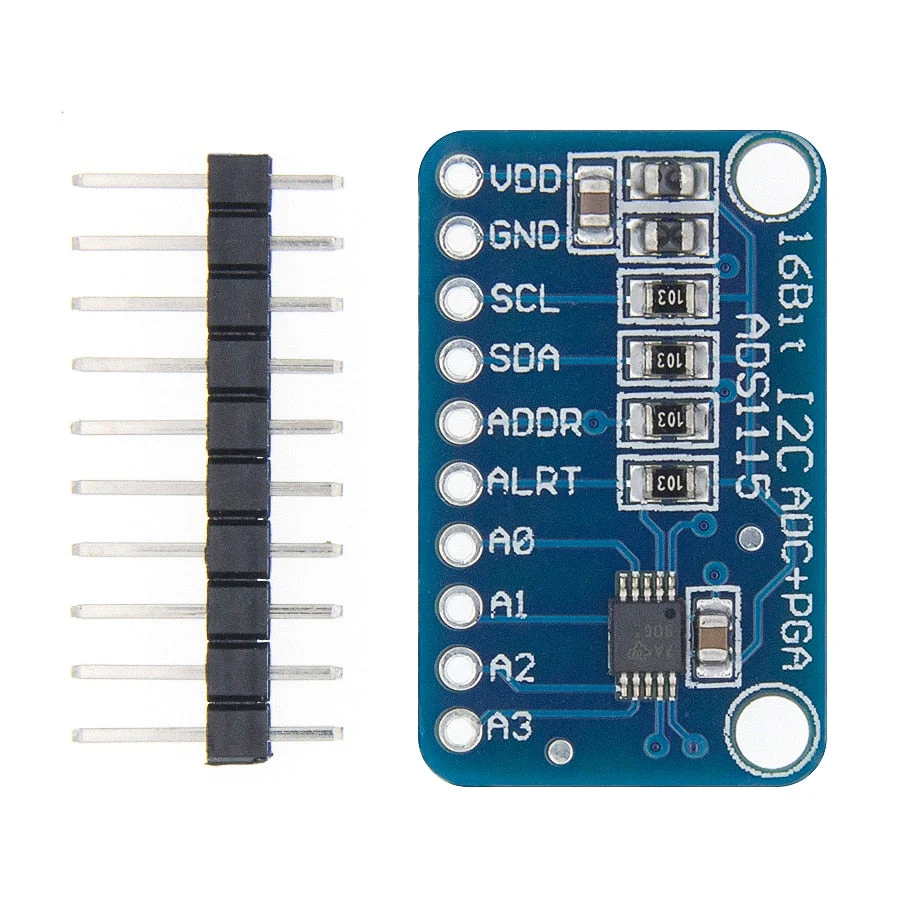 VDD
GND
SCL
SDA
ADDR
ALRT
A0
A1
A2
A3
103
103
103
103
16Bit I2C ADC+PGA
ADS1115